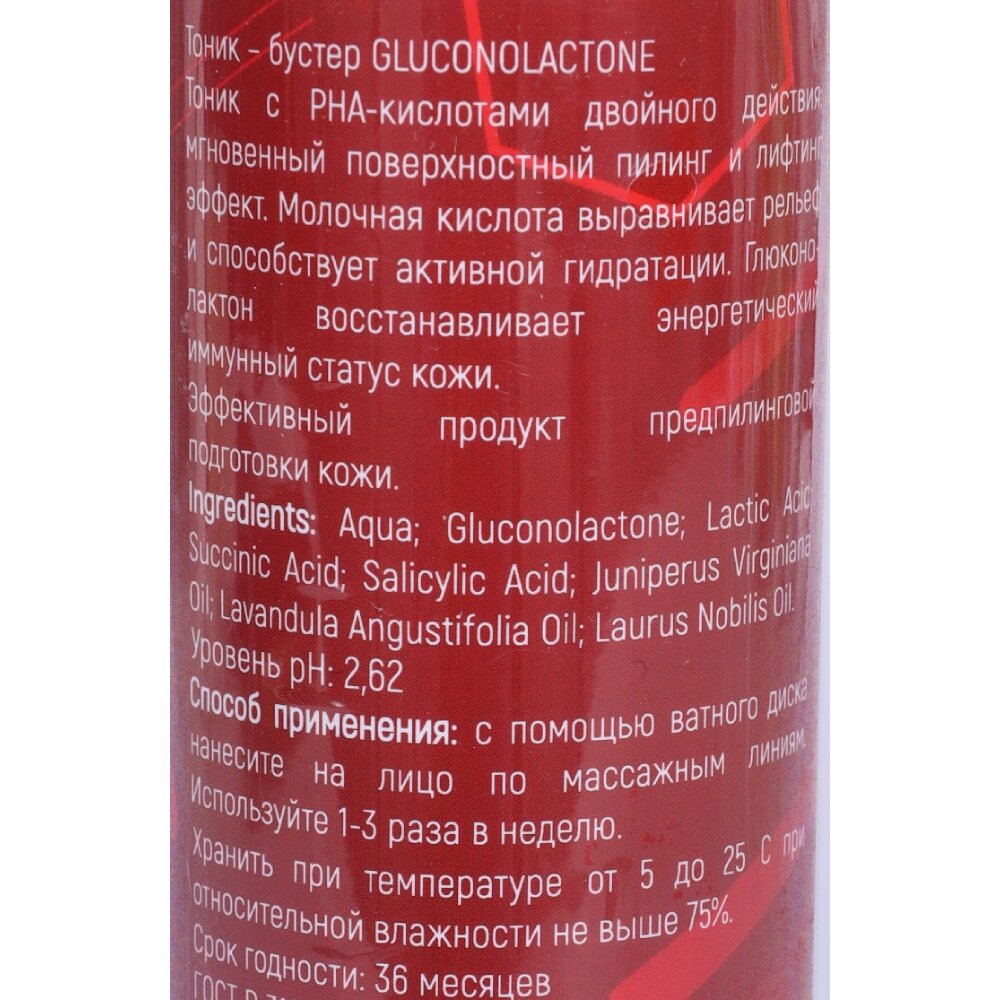 Тоник – бустер GLUCONOLACTONE
Тоник с PHA-кислотами двойного действия:
мгновенный поверхностный пилинг и лифтинг
эффект. Молочная кислота выравнивает рельеф
и способствует активной гидратации. Глюконо-
лактон восстанавливает энергетический
иммунный статус кожи.
Эффективный продукт предпилинговой
подготовки кожи.
Ingredients: Aqua; Gluconolactone; Lactic Acid;
Succinic Acid; Salicylic Acid; Juniperus Virginiana
Oil; Lavandula Angustifolia Oil; Laurus Nobilis Oil.
Уровень pH: 2,62
Способ применения: с помощью ватного диска
нанесите на лицо по массажным линиям.
Используйте 1-3 раза в неделю.
Хранить при температуре от 5 до 25 С при
относительной влажности не выше 75%.
Срок годности: 36 месяцев
ГОСТ Р